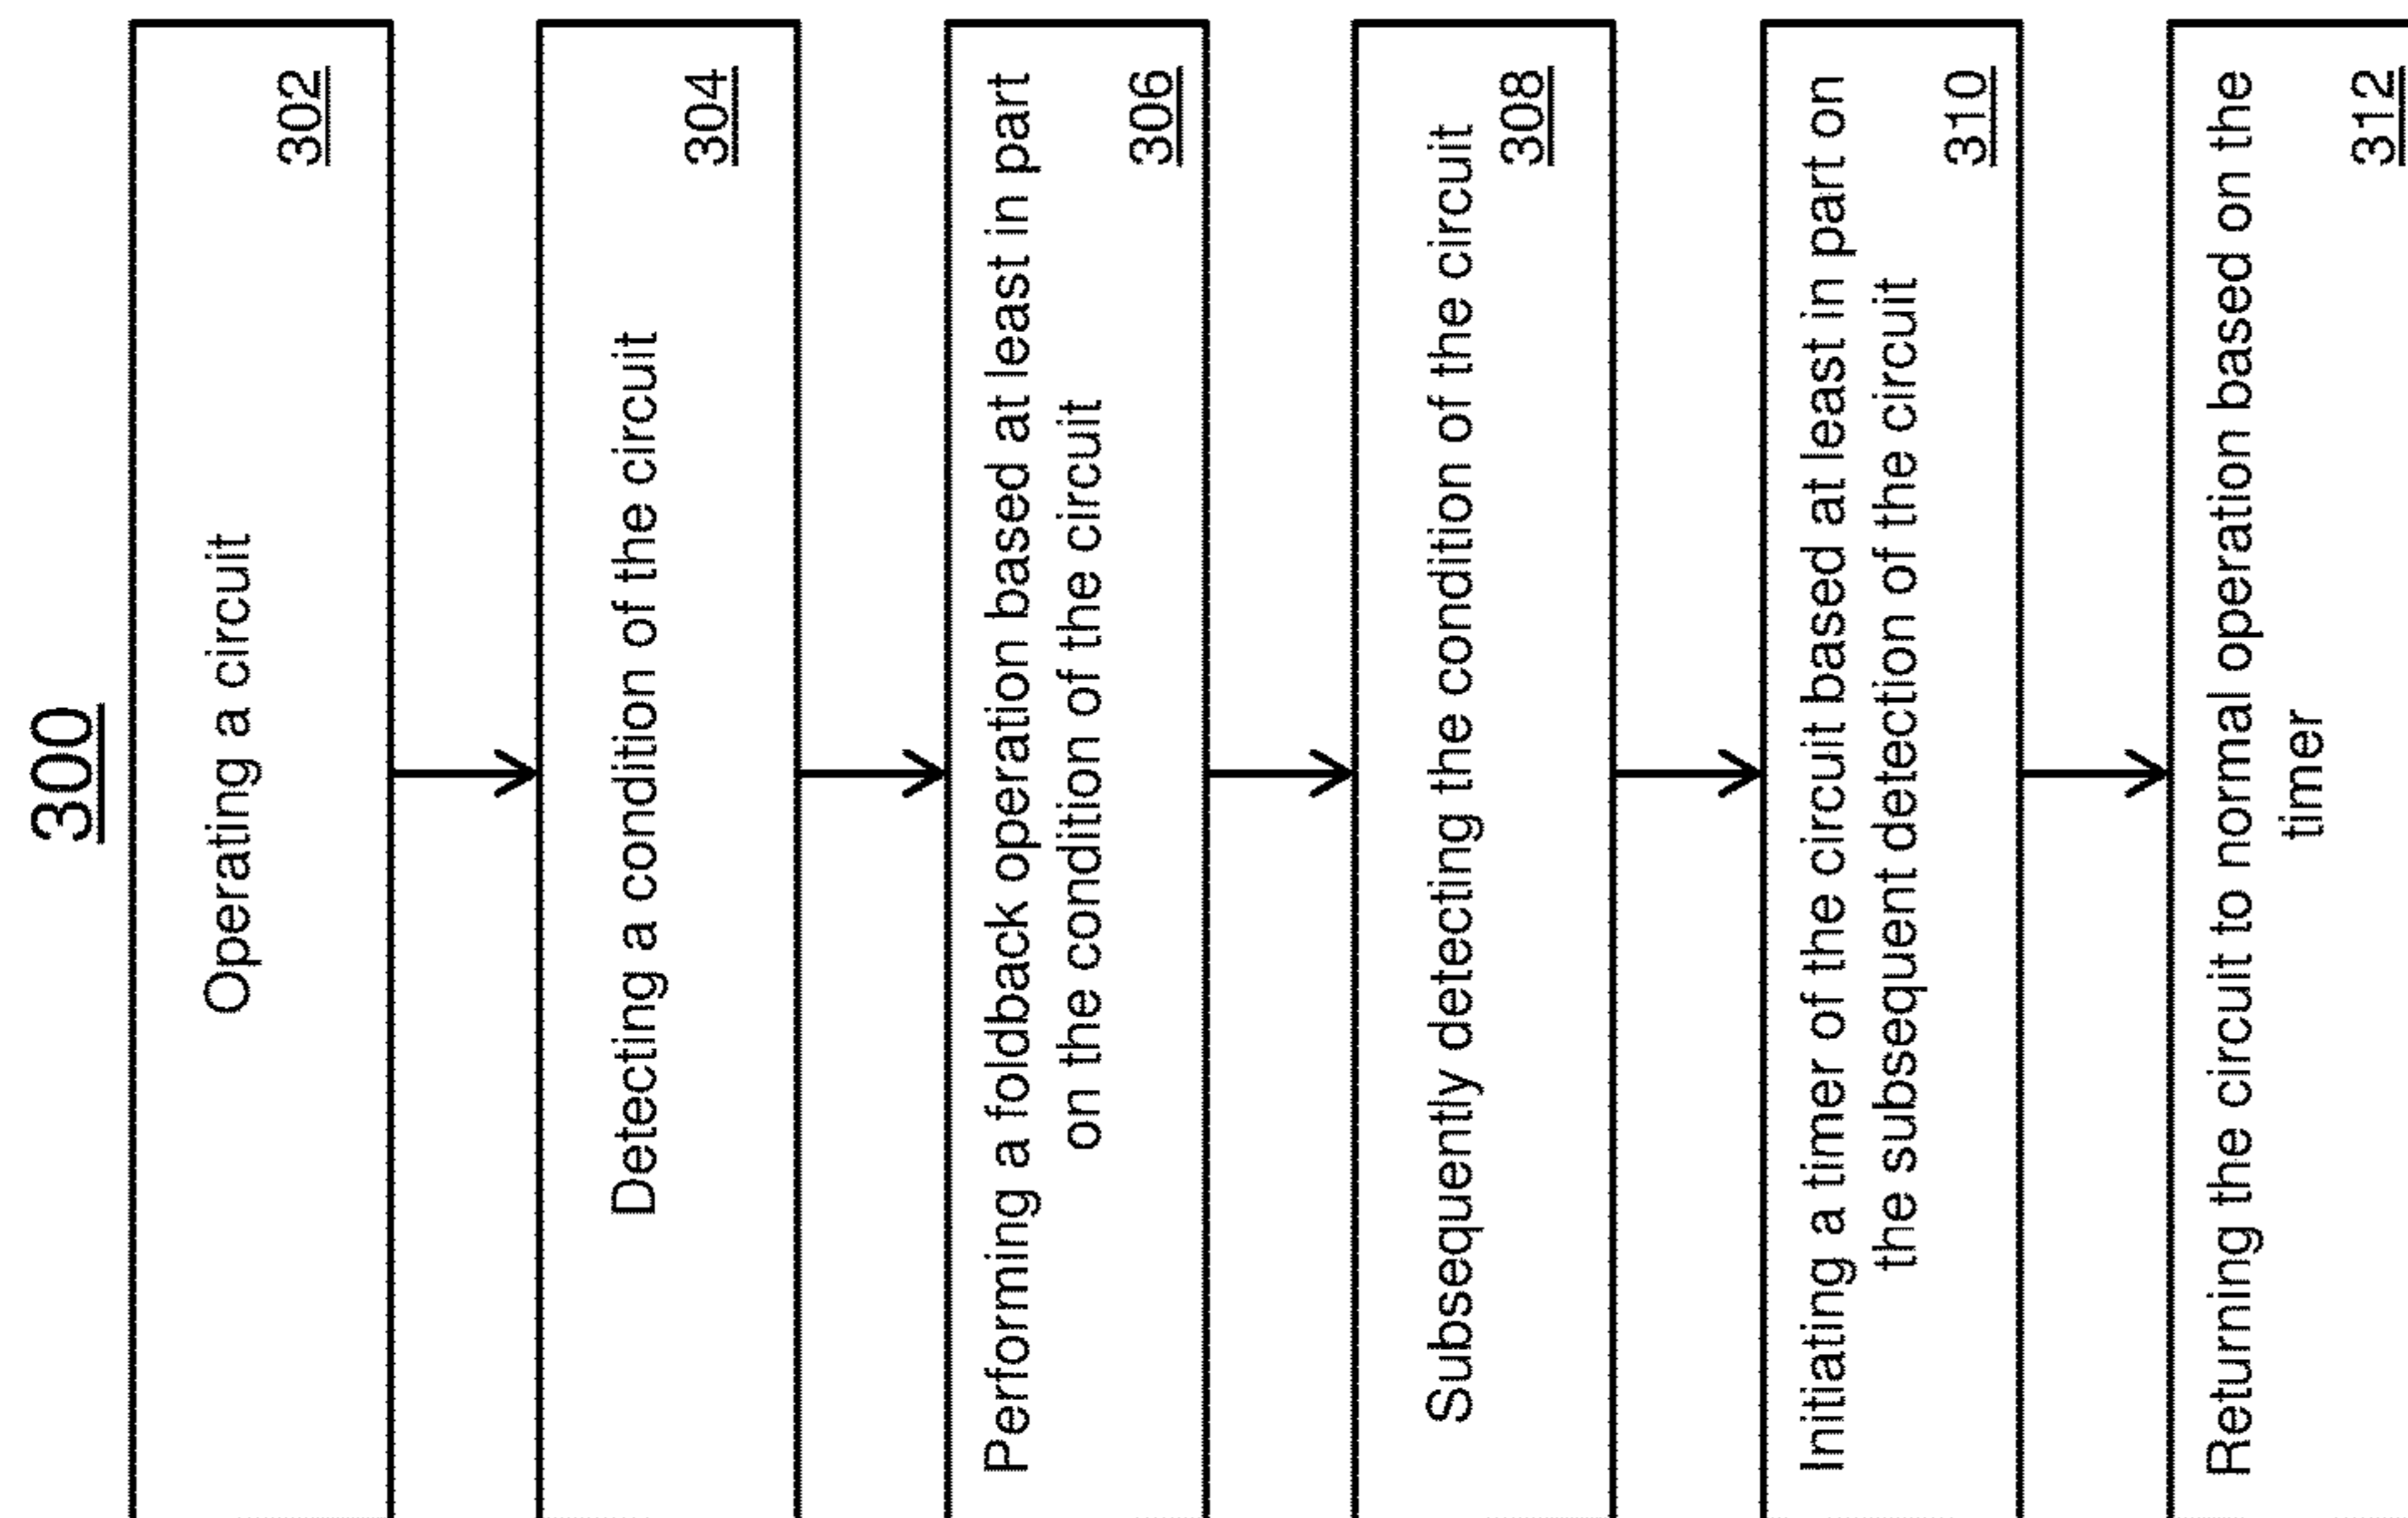 300
Operating a circuit
302
Detecting a condition of the circuit
304
Performing a foldback operation based at least in part
on the condition of the circuit
306
Subsequently detecting the condition of the circuit
308
Initiating a timer of the circuit based at least in part on
the subsequent detection of the circuit
310
Returning the circuit to normal operation based on the
timer
312